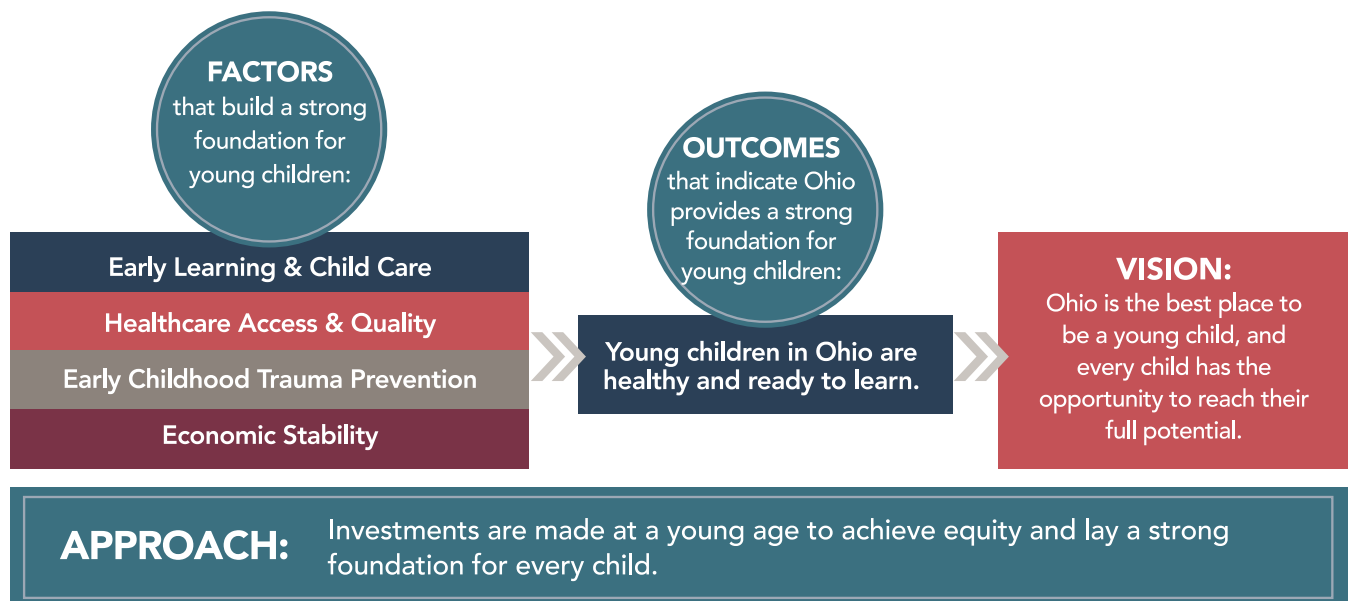 FACTORS
that build a strong
foundation for
young children:
Early Learning & Child Care
Healthcare Access & Quality
Early Childhood Trauma Prevention
Economic Stability
OUTCOMES
that indicate Ohio
provides a strong
foundation for
young children:
Young children in Ohio are
healthy and ready to learn.
VISION:
Ohio is the best place to
be a young child, and
every child has the
opportunity to reach their
full potential.
APPROACH:
Investments are made at a young age to achieve equity and lay a strong
foundation for every child.